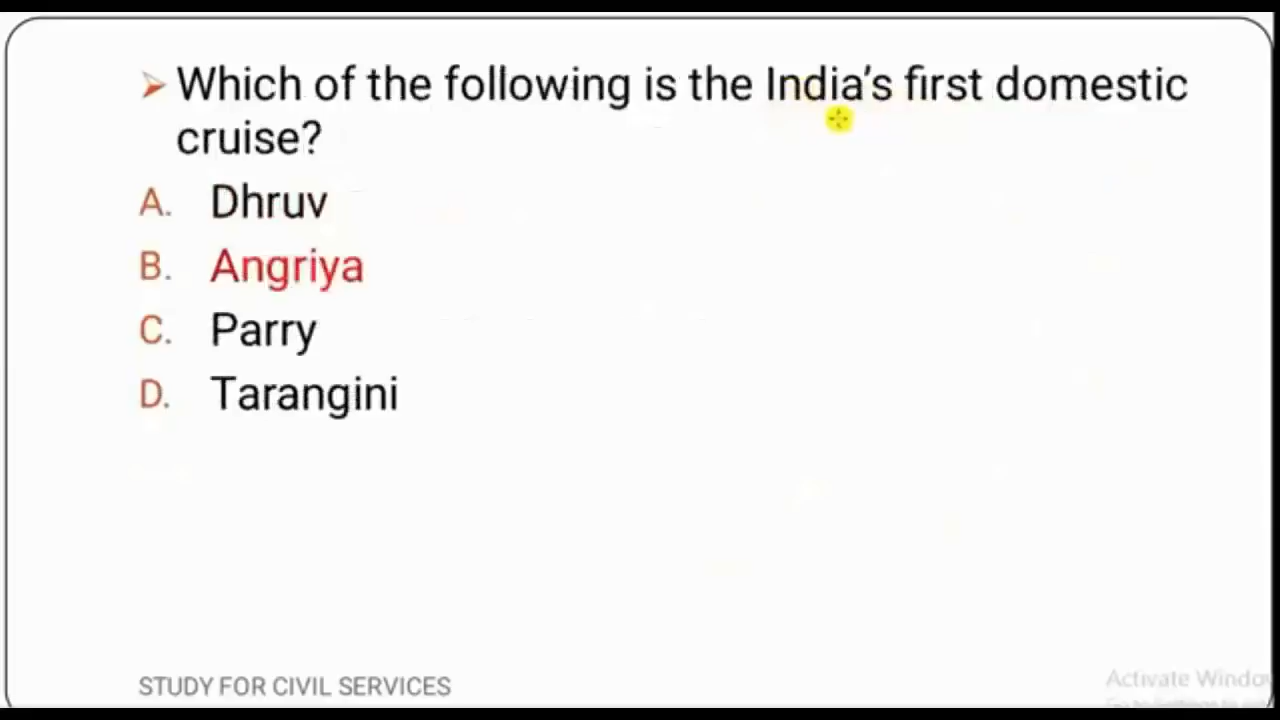 Which of the following is the India's first domestic
cruise?
A. Dhruv
B. Angriya
C. Parry
D. Tarangini
STUDY FOR CIVIL SERVICES
Activate Windo